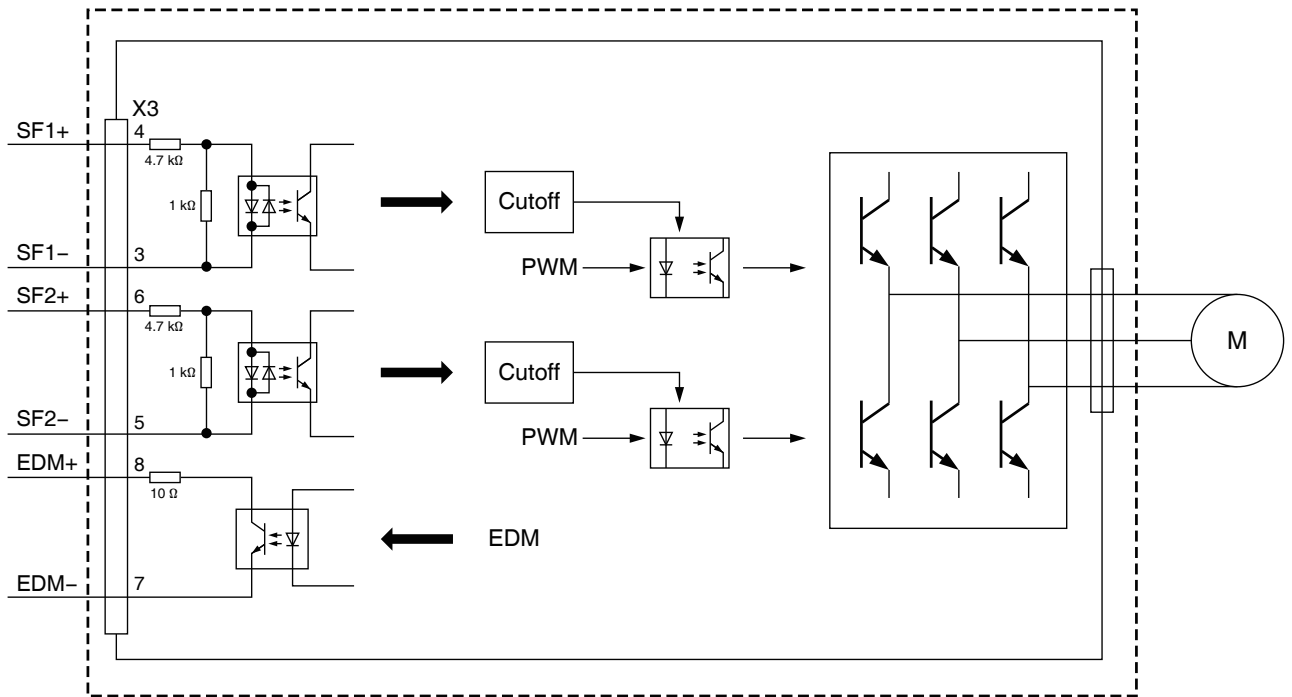 X3
SF1+
4
4.7 kΩ
1 kΩ
Cutoff
SF1−
3
PWM
SF2+
6
4.7 kΩ
M
1 kΩ
Cutoff
SF2−
5
PWM
EDM+
8
10 Ω
EDM
EDM−
7